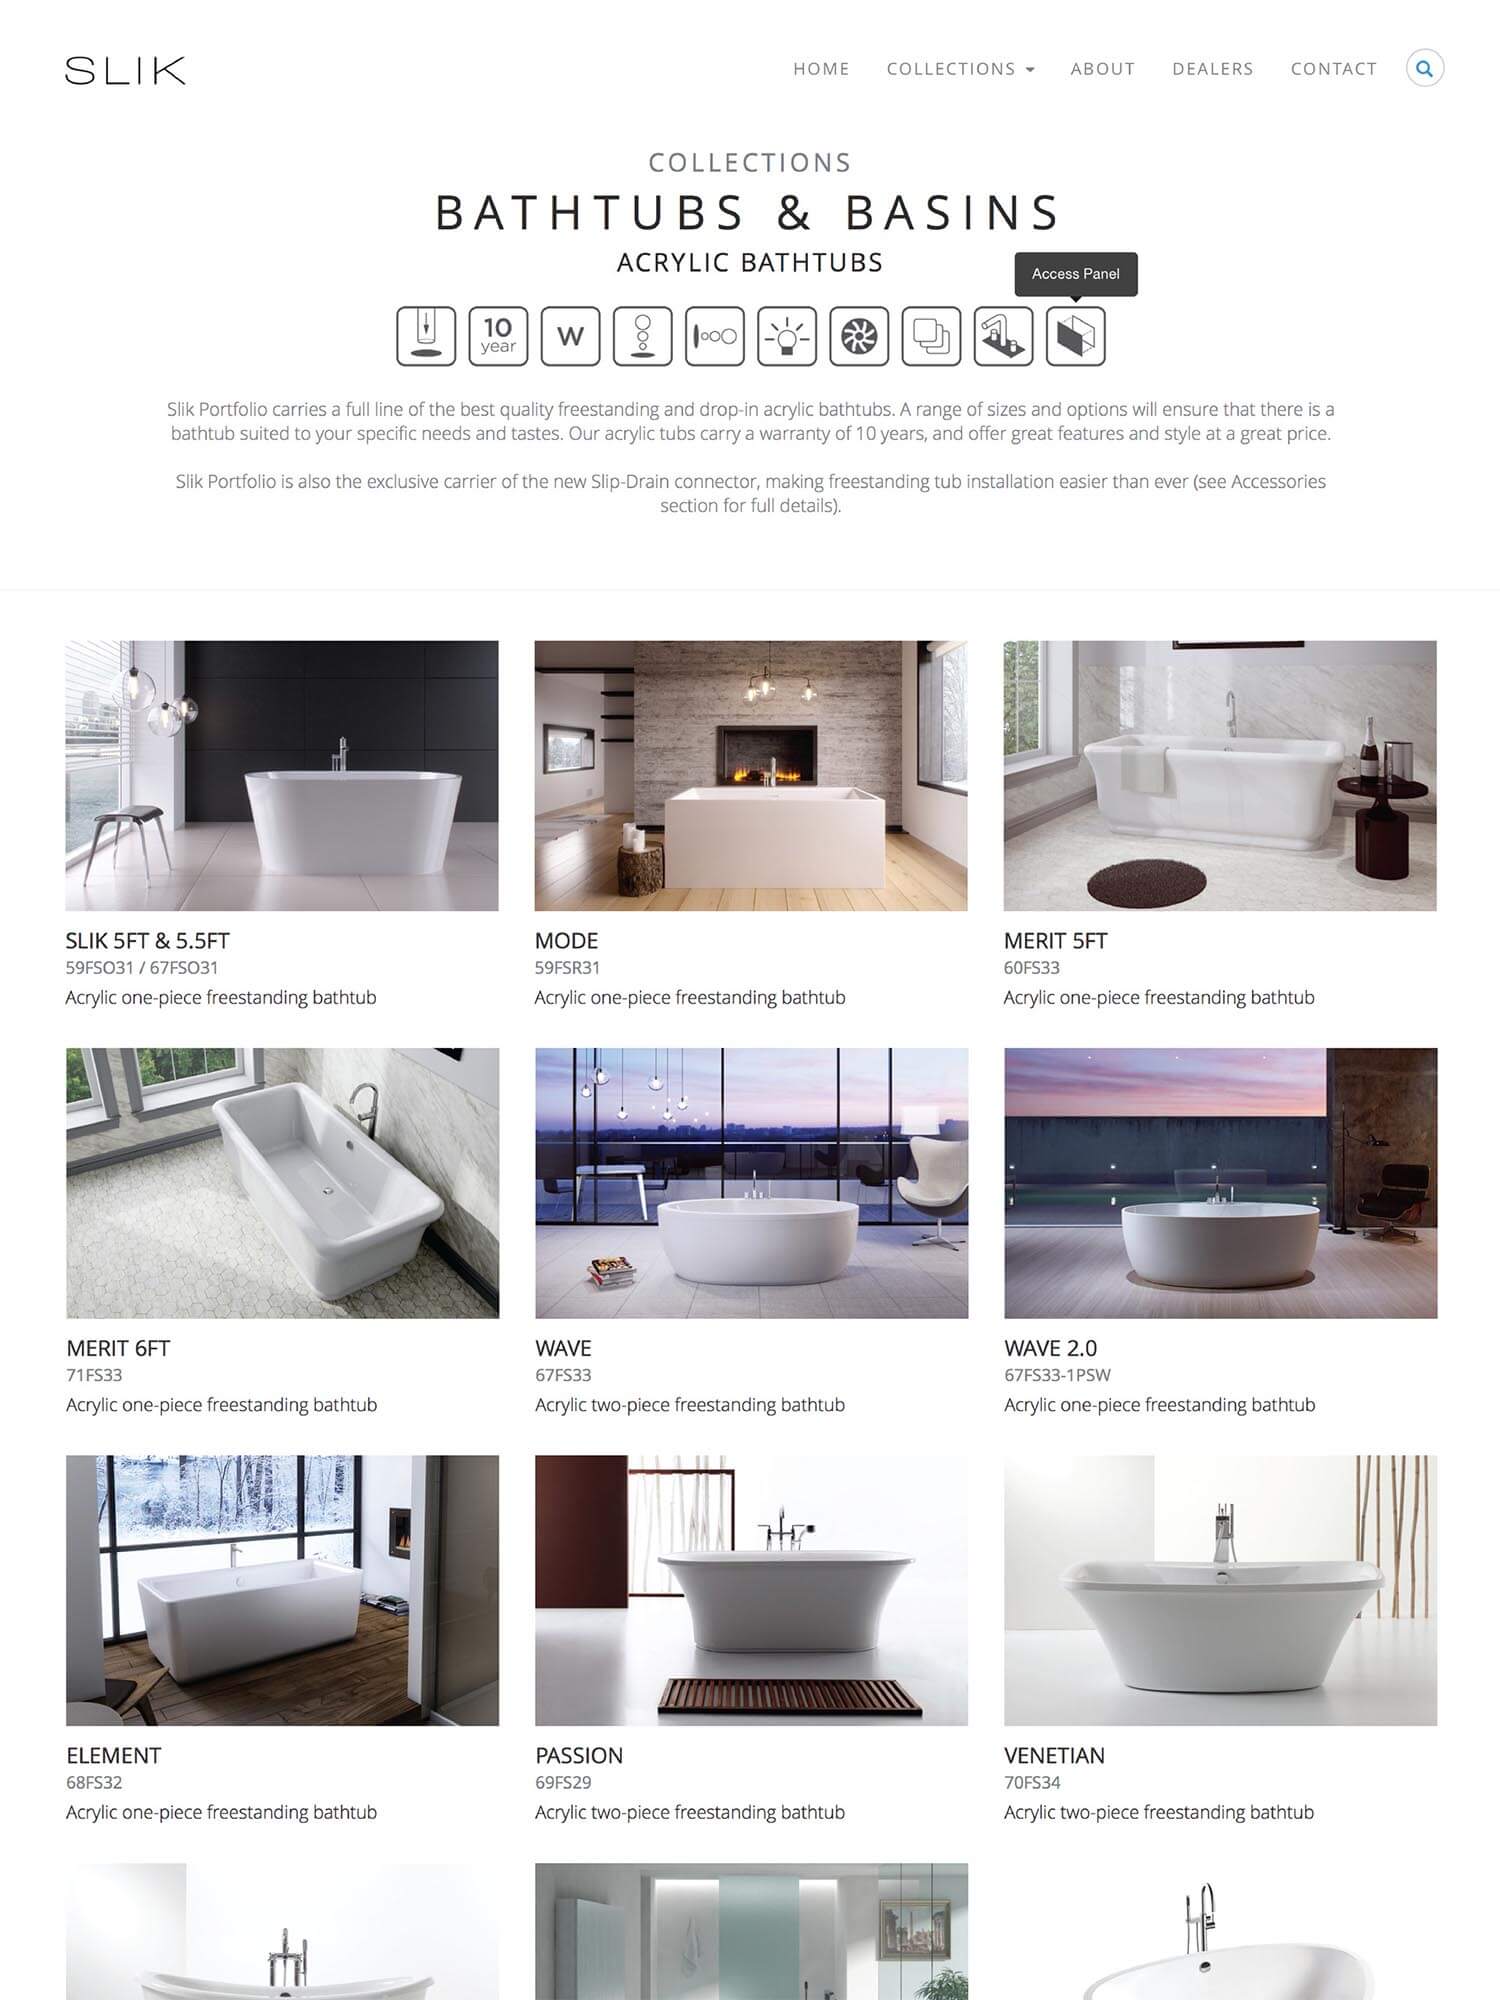 SLIK
HOME COLLECTIONS ABOUT DEALERS CONTACT
COLLECTIONS
BATHTUBS & BASINS
ACRYLIC BATHTUBS
Access Panel
10
year
W
Slik Portfolio carries a full line of the best quality freestanding and drop-in acrylic bathtubs. A range of sizes and options will ensure that there is a
bathtub suited to your specific needs and tastes. Our acrylic tubs carry a warranty of 10 years, and offer great features and style at a great price.
Slik Portfolio is also the exclusive carrier of the new Slip-Drain connector, making freestanding tub installation easier than ever (see Accessories
section for full details).
SLIK 5FT & 5.5FT
59FSO31 / 67FSO31
Acrylic one-piece freestanding bathtub
MODE
59FSR31
Acrylic one-piece freestanding bathtub
MERIT 5FT
60FS33
Acrylic one-piece freestanding bathtub
MERIT 6FT
71FS33
Acrylic one-piece freestanding bathtub
WAVE
67FS33
Acrylic two-piece freestanding bathtub
WAVE 2.0
67FS33-1PSW
Acrylic one-piece freestanding bathtub
ELEMENT
68FS32
Acrylic one-piece freestanding bathtub
PASSION
69FS29
Acrylic two-piece freestanding bathtub
VENETIAN
70FS34
Acrylic two-piece freestanding bathtub